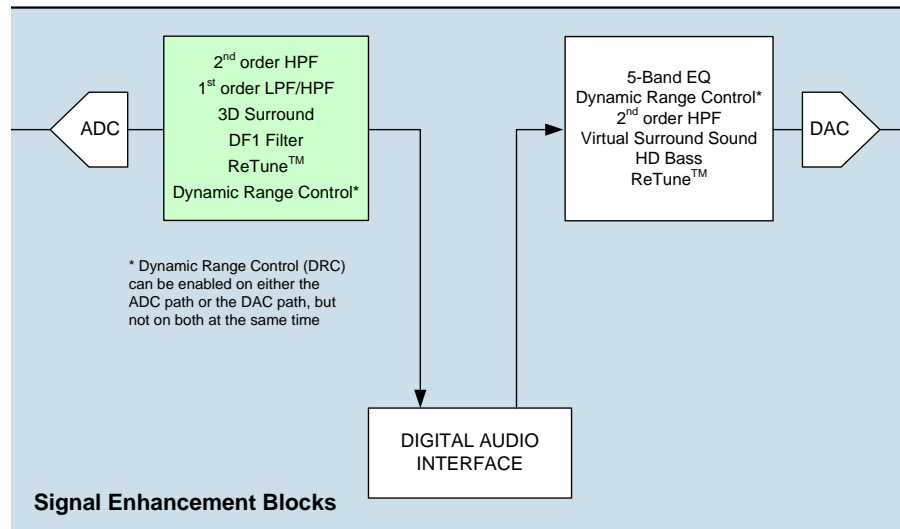 ADC
2nd order HPF
1st order LPF/HPF
3D Surround
DF1 Filter
ReTune™
Dynamic Range Control*
5-Band EQ
Dynamic Range Control*
2nd order HPF
Virtual Surround Sound
HD Bass
ReTune™
DAC
* Dynamic Range Control (DRC)
can be enabled on either the
ADC path or the DAC path, but
not on both at the same time
DIGITAL AUDIO
INTERFACE
Signal Enhancement Blocks